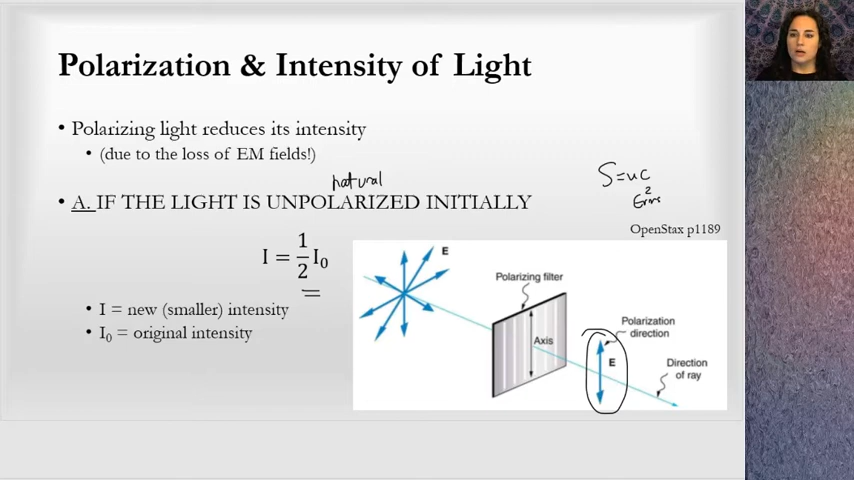 Polarization & Intensity of Light
• Polarizing light reduces its intensity
• (due to the loss of EM fields!)
natural
• A. IF THE LIGHT IS UNPOLARIZED INITIALLY
S=uc
E²rms
OpenStax p1189
I = 1/2 I₀
• I = new (smaller) intensity
• I₀ = original intensity
E
Polarizing filter
Axis
Polarization
direction
E
Direction
of ray